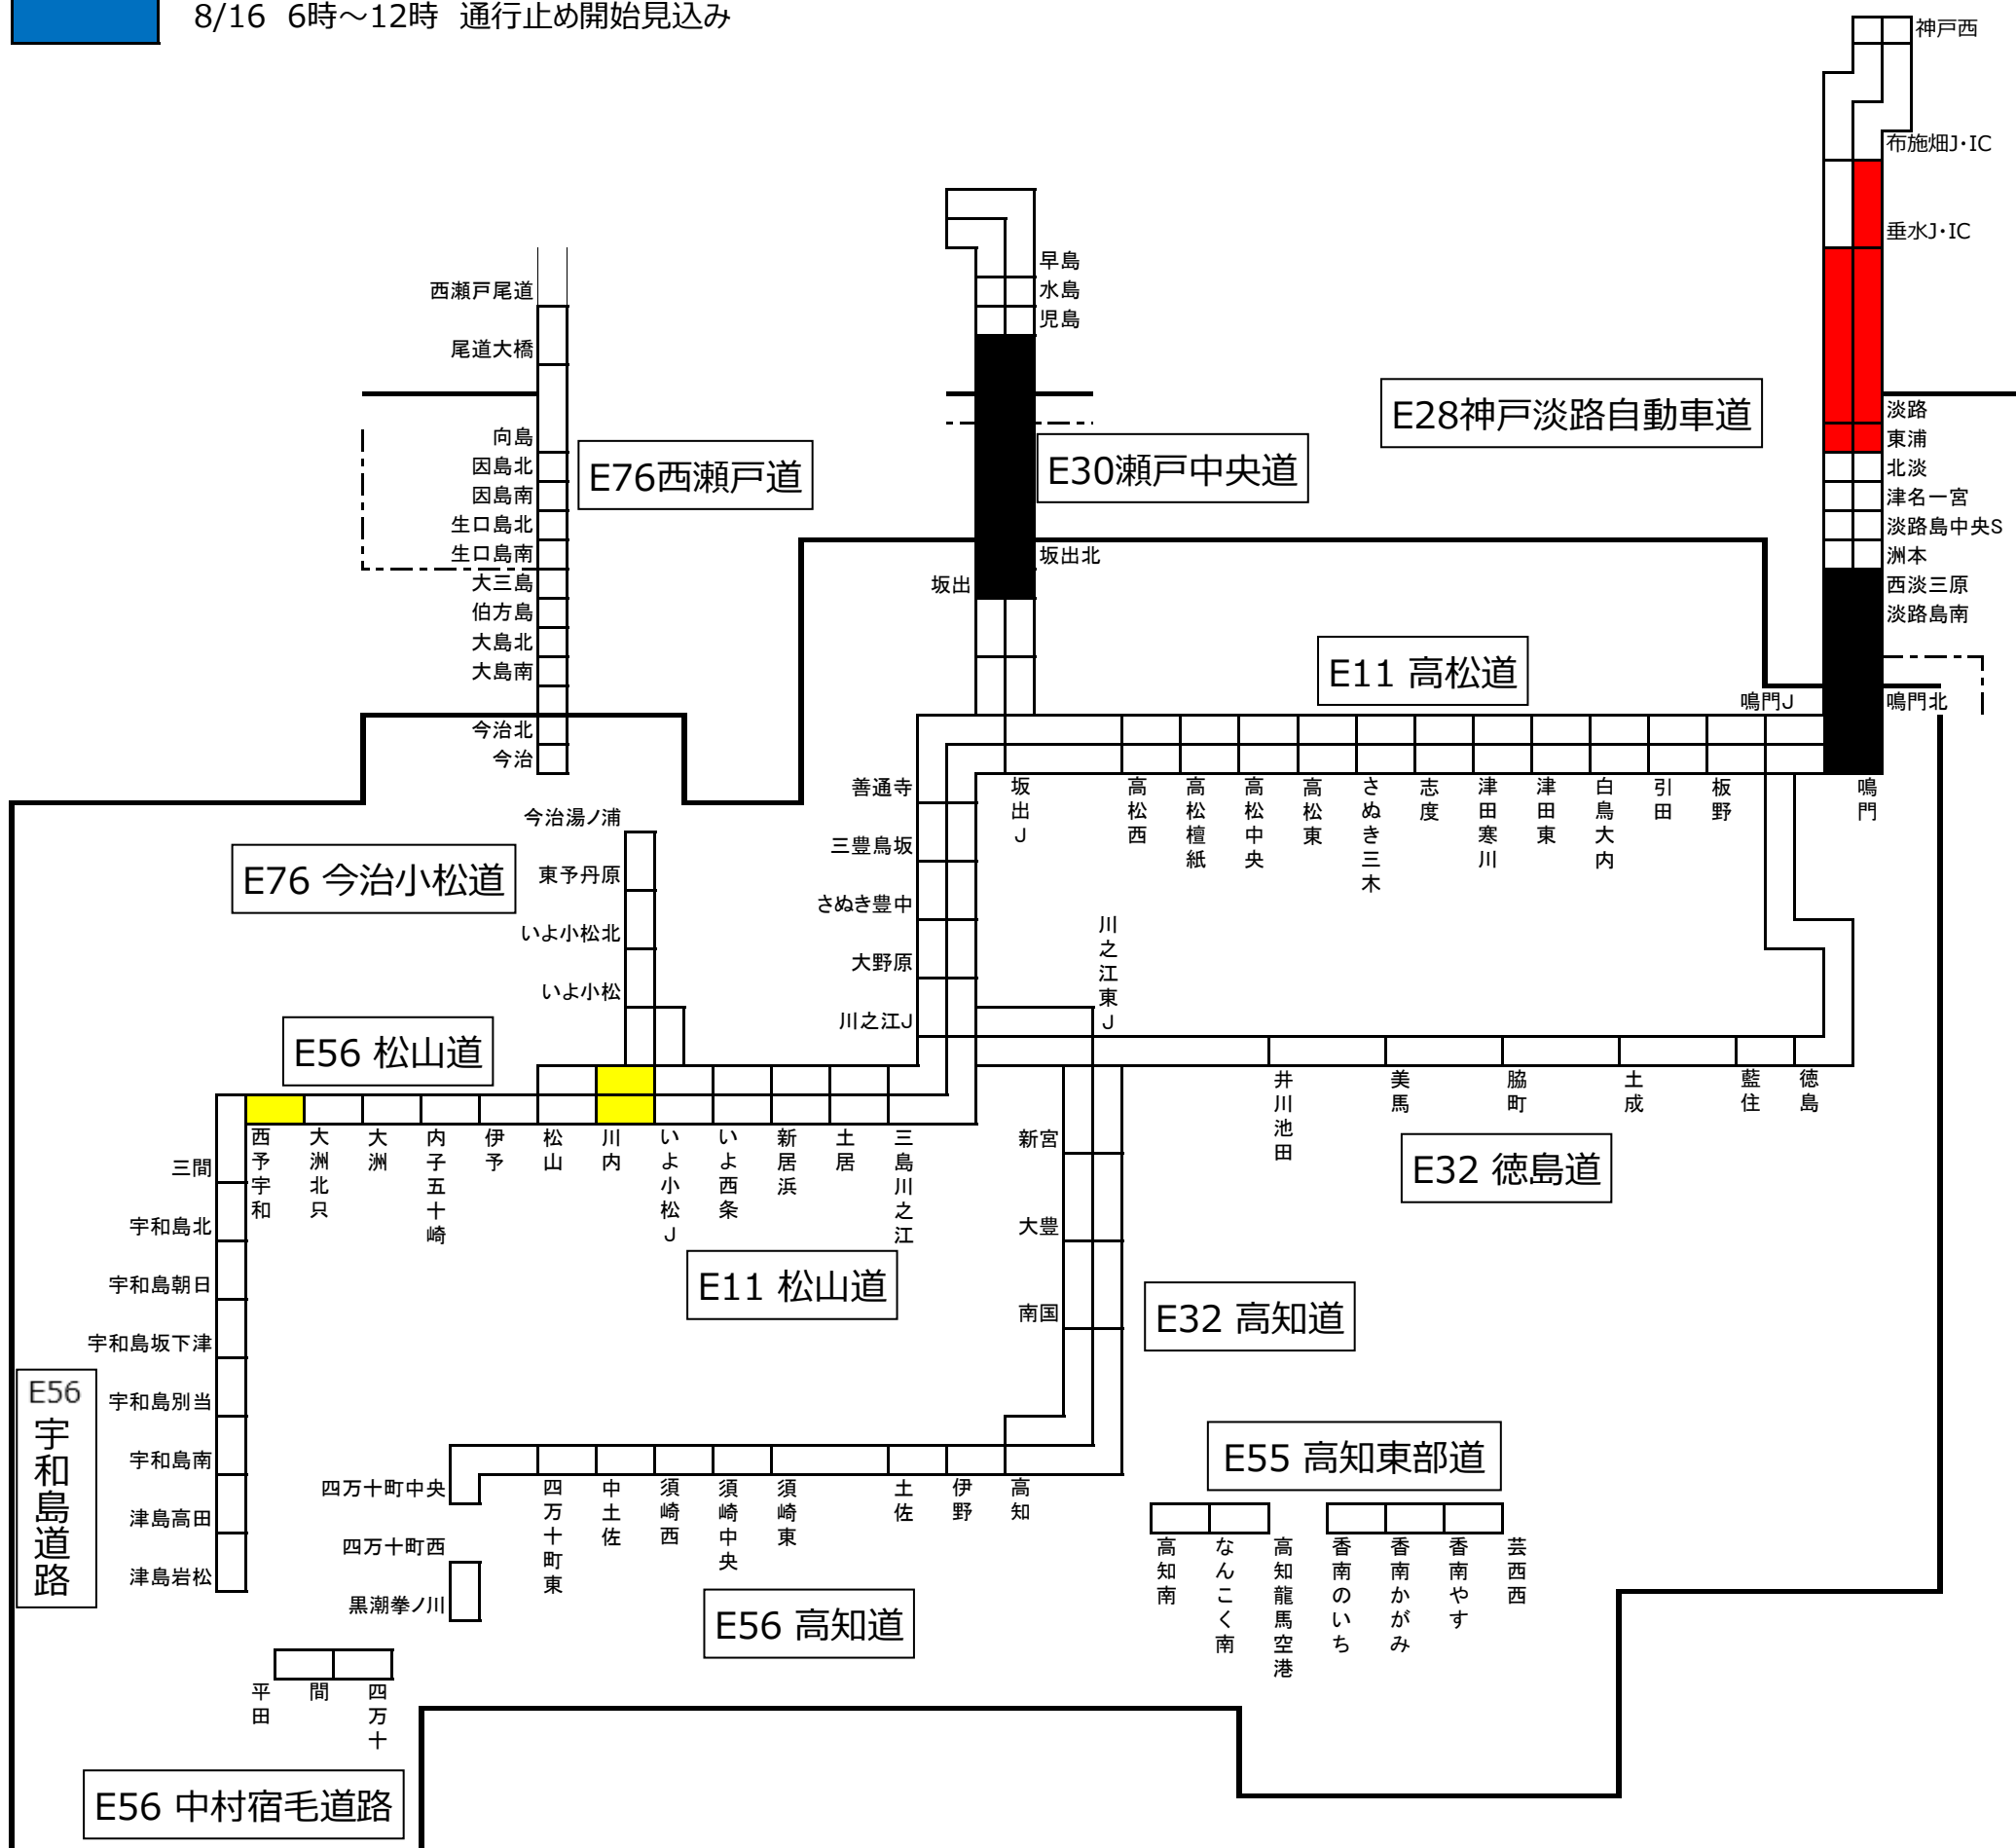 8/16 6時～12時 通行止め開始見込み
神戸西
布施畑J･IC
垂水J･IC
早島
水島
児島
西瀬戸尾道
尾道大橋
E28神戸淡路自動車道
淡路
東浦
北淡
津名一宮
淡路島中央S
洲本
西淡三原
淡路島南
鳴門北
向島
因島北
因島南
生口島北
生口島南
大三島
伯方島
大島北
大島南
今治北
今治
E76西瀬戸道
E30瀬戸中央道
坂出北
坂出
E11 高松道
鳴門J
善通寺
三豊鳥坂
さぬき豊中
大野原
川之江J
坂出J
高松西
高松檀紙
高松中央
高松東
さぬき三木
志度
津田寒川
津田東
白鳥大内
引田
板野
鳴門
今治湯ノ浦
東予丹原
いよ小松北
いよ小松
E76 今治小松道
川之江東J
E56 松山道
井川池田
美馬
脇町
土成
藍住
徳島
西予宇和
大洲北只
大洲
内子五十崎
伊予
松山
川内
いよ小松J
いよ西条
新居浜
土居
三島川之江
新宮
大豊
南国
E32 徳島道
三間
宇和島北
宇和島朝日
宇和島坂下津
宇和島別当
宇和島南
津島高田
津島岩松
E11 松山道
E32 高知道
E56
宇和島道路
E55 高知東部道
四万十町中央
四万十町西
黒潮拳ノ川
四万十町東
中土佐
須崎西
須崎中央
須崎東
土佐
伊野
高知
高知南
なんこく南
高知龍馬空港
香南のいち
香南かがみ
香南やす
芸西西
E56 高知道
平田
間
四万十
E56 中村宿毛道路